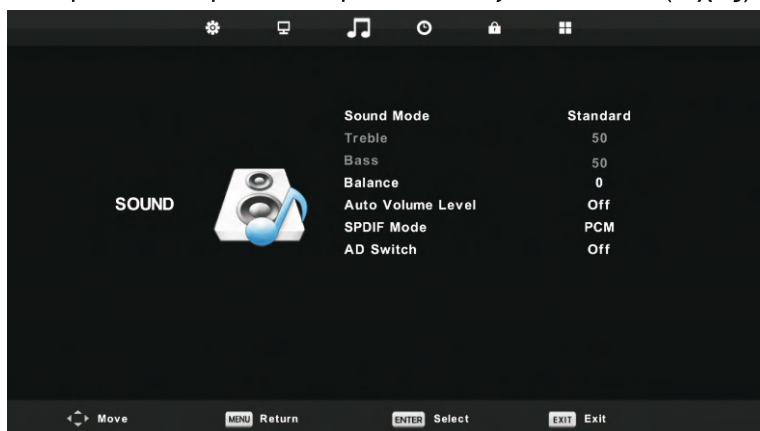 Sound Mode Standard
Treble 50
Bass 50
Balance 0
SOUND
Auto Volume Level Off
SPDIF Mode PCM
AD Switch Off
Move MENU Return ENTER Select EXIT Exit